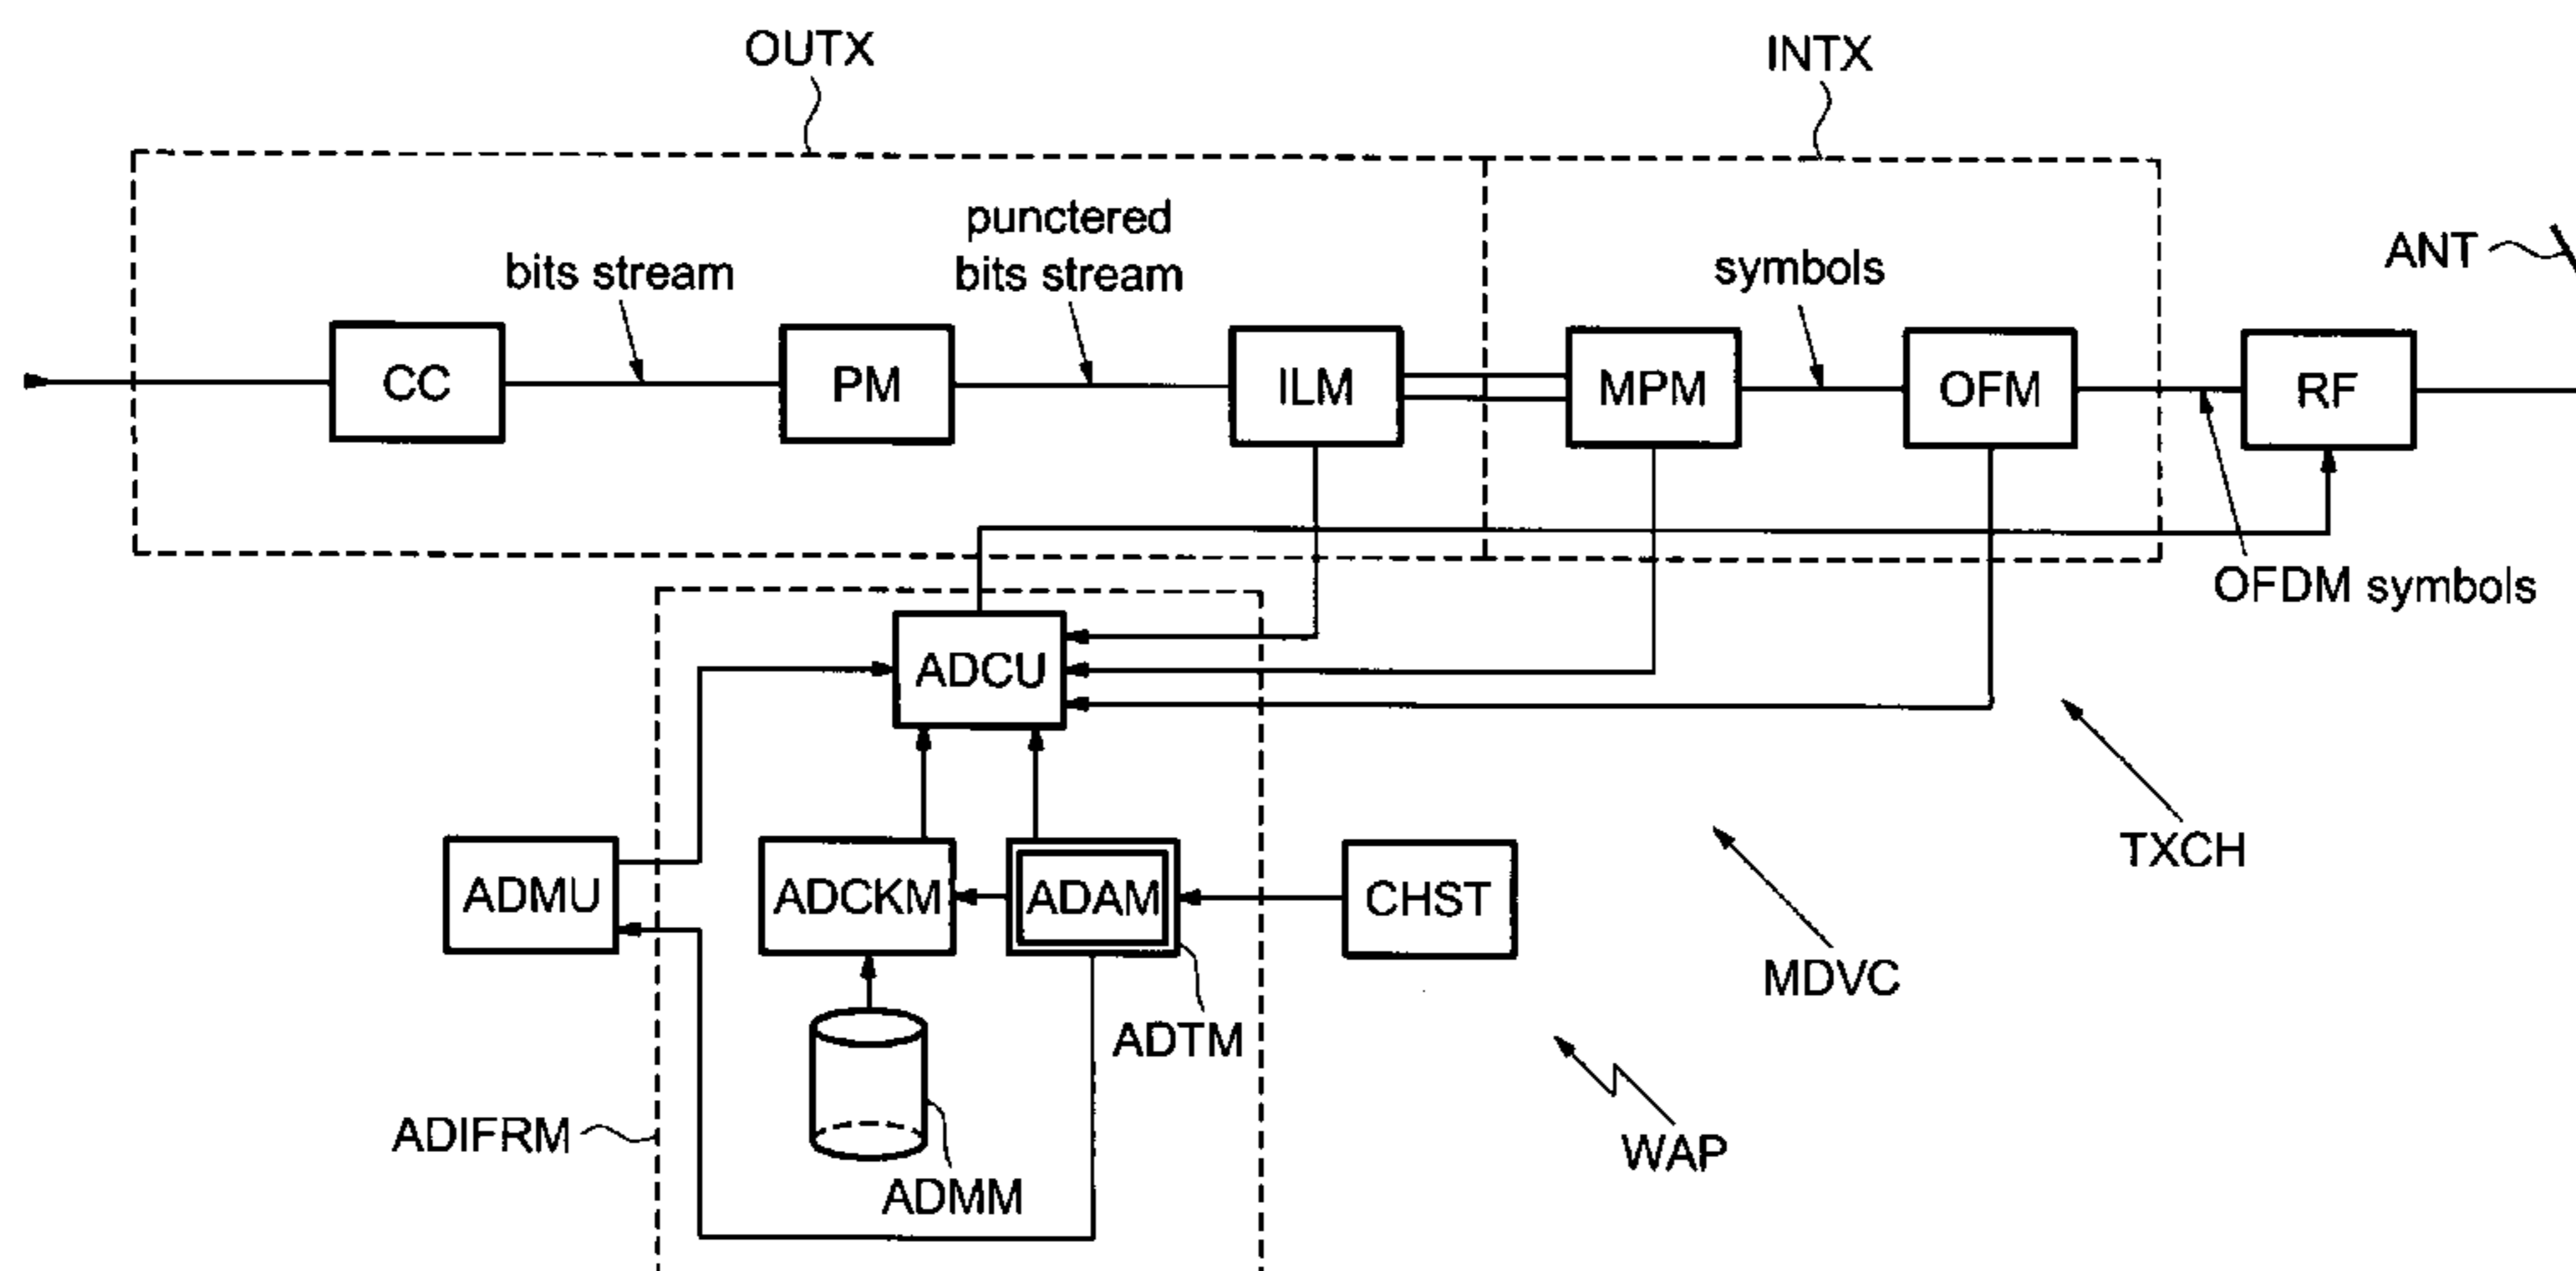 OUTX
INTX
punctered
bits stream
bits stream
symbols
ANT
CC
PM
ILM
MPM
OFM
RF
OFDM symbols
ADCU
TXCH
ADMU
ADCKM
ADAM
CHST
MDVC
ADTM
ADIFRM
WAP
ADMM